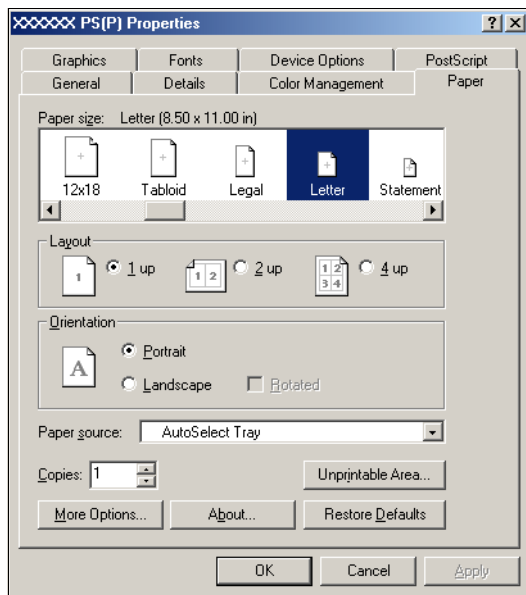 XXXXXX PS(P) Properties
Graphics Fonts Device Options PostScript
General Details Color Management Paper
Paper size: Letter (8.50 x 11.00 in)
12x18 Tabloid Legal Letter Statement
Layout
1 1 up 1 2 2 up 1 2 3 4 4 up
Orientation
A Portrait
Landscape Rotated
Paper source: AutoSelect Tray
Copies: 1 Unprintable Area...
More Options... About... Restore Defaults
OK Cancel Apply